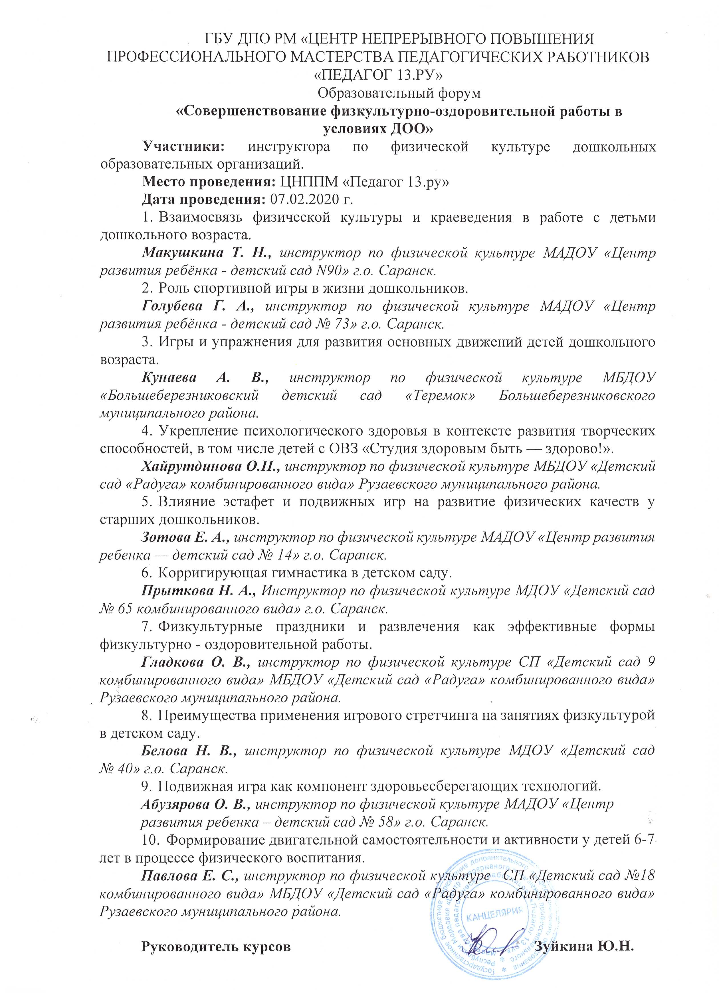 ГБУ ДПО РМ «ЦЕНТР НЕПРЕРЫВНОГО ПОВЫШЕНИЯ
ПРОФЕССИОНАЛЬНОГО МАСТЕРСТВА ПЕДАГОГИЧЕСКИХ РАБОТНИКОВ
«ПЕДАГОГ 13.РУ»
Образовательный форум
«Совершенствование физкультурно-оздоровительной работы в
условиях ДОО»
Участники: инструктора по физической культуре дошкольных
образовательных организаций.
Место проведения: ЦНППМ «Педагог 13.ру»
Дата проведения: 07.02.2020 г.
1. Взаимосвязь физической культуры и краеведения в работе с детьми
дошкольного возраста.
Макушкина Т. Н., инструктор по физической культуре МАДОУ «Центр
развития ребёнка - детский сад N90» г.о. Саранск.
2. Роль спортивной игры в жизни дошкольников.
Голубева Г. А., инструктор по физической культуре МАДОУ «Центр
развития ребёнка - детский сад № 73» г.о. Саранск.
3. Игры и упражнения для развития основных движений детей дошкольного
возраста.
Кунаева А. В., инструктор по физической культуре МБДОУ
«Большеберезниковский детский сад «Теремок» Большеберезниковского
муниципального района.
4. Укрепление психологического здоровья в контексте развития творческих
способностей, в том числе детей с ОВЗ «Студия здоровым быть — здорово!».
Хайрутдинова О.П., инструктор по физической культуре МБДОУ «Детский
сад «Радуга» комбинированного вида» Рузаевского муниципального района.
5. Влияние эстафет и подвижных игр на развитие физических качеств у
старших дошкольников.
Зотова Е. А., инструктор по физической культуре МАДОУ «Центр развития
ребенка — детский сад № 14» г.о. Саранск.
6. Корригирующая гимнастика в детском саду.
Прыткова Н. А., Инструктор по физической культуре МДОУ «Детский сад
№ 65 комбинированного вида» г.о. Саранск.
7. Физкультурные праздники и развлечения как эффективные формы
физкультурно - оздоровительной работы.
Гладкова О. В., инструктор по физической культуре СП «Детский сад 9
комбинированного вида» МБДОУ «Детский сад «Радуга» комбинированного вида»
Рузаевского муниципального района.
8. Преимущества применения игрового стретчинга на занятиях физкультурой
в детском саду.
Белова Н. В., инструктор по физической культуре МДОУ «Детский сад
№ 40» г.о. Саранск.
9. Подвижная игра как компонент здоровьесберегающих технологий.
Абузярова О. В., инструктор по физической культуре МАДОУ «Центр
развития ребенка – детский сад № 58» г.о. Саранск.
10. Формирование двигательной самостоятельности и активности у детей 6-7
лет в процессе физического воспитания.
Павлова Е. С., инструктор по физической культуре СП «Детский сад №18
комбинированного вида» МБДОУ «Детский сад «Радуга» комбинированного вида»
Рузаевского муниципального района.
КАНЦЕЛЯРИЯ
Руководитель курсов Зуйкина Ю.Н.